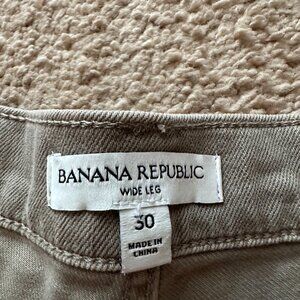 BANANA REPUBLIC
WIDE LEG
30
MADE IN
CHINA